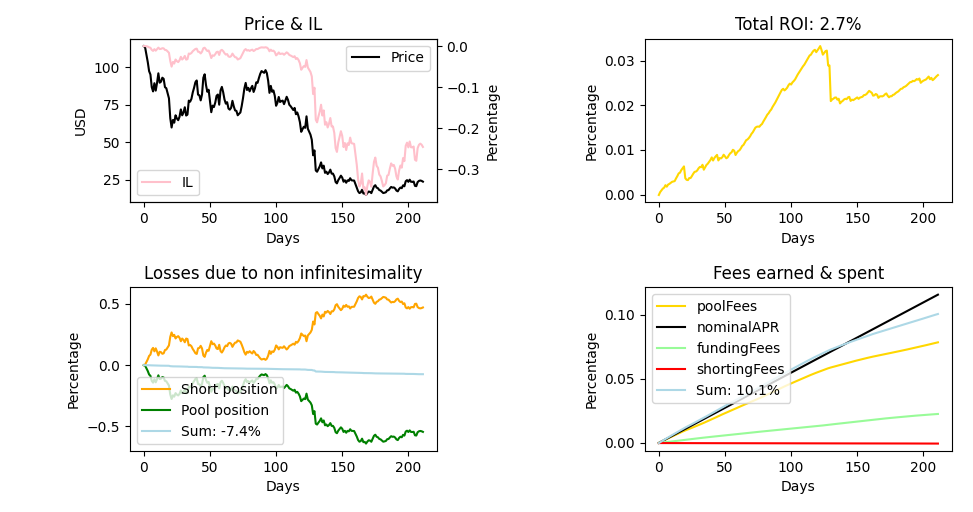 Price & IL
100
75
50
25
USD
0.0
−0.1
−0.2
−0.3
Percentage
Price
IL
0
50
100
150
200
Days
Total ROI: 2.7%
0.03
0.02
0.01
0.00
Percentage
0
50
100
150
200
Days
Losses due to non infinitesimality
0.5
0.0
−0.5
Percentage
Short position
Pool position
Sum: -7.4%
0
50
100
150
200
Days
Fees earned & spent
0.10
0.05
0.00
Percentage
poolFees
nominalAPR
fundingFees
shortingFees
Sum: 10.1%
0
50
100
150
200
Days